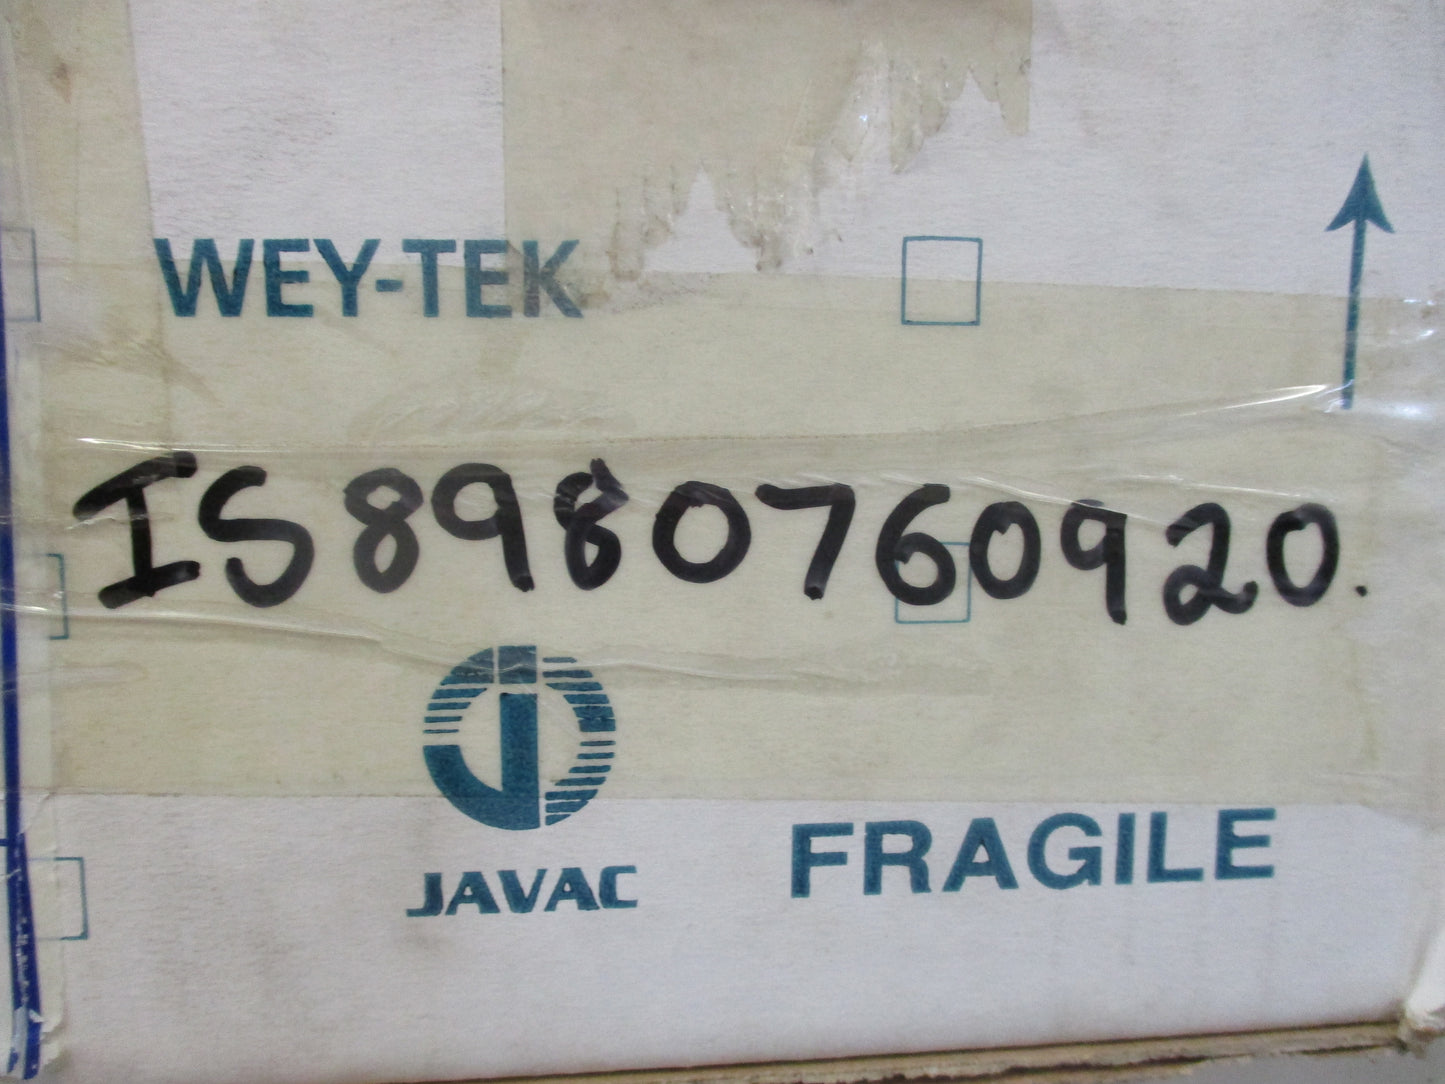 WEY-TEK
IS8980760920.
JAVAC
FRAGILE